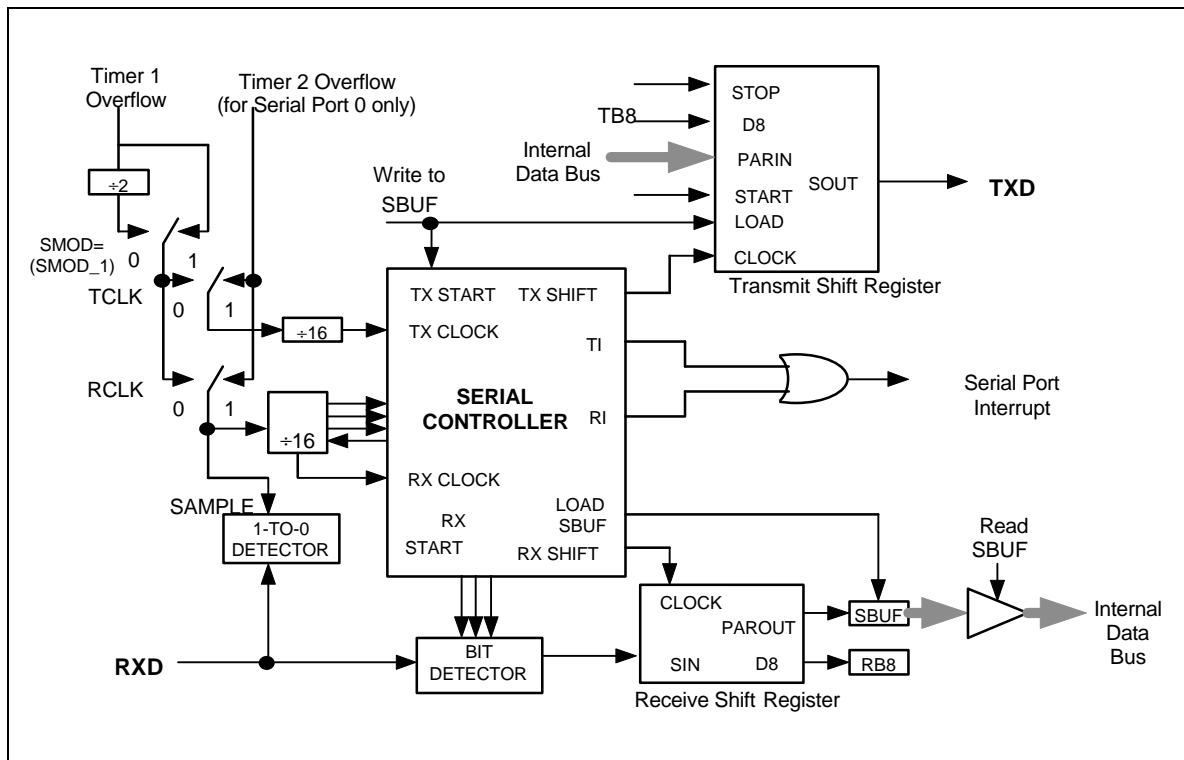 Timer 1
Overflow
Timer 2 Overflow
(for Serial Port 0 only)
÷2
SMOD=
(SMOD_1)
0
1
TCLK
0
1
÷16
RCLK
0
1
÷16
SAMPLE
1-TO-0
DETECTOR
RXD
Write to
SBUF
TX START
TX SHIFT
TX CLOCK
TI
SERIAL
CONTROLLER
RI
RX CLOCK
LOAD
SBUF
RX
START
RX SHIFT
BIT
DETECTOR
TB8
Internal
Data Bus
STOP
D8
PARIN
SOUT
START
LOAD
CLOCK
Transmit Shift Register
TXD
Serial Port
Interrupt
CLOCK
PAROUT
SIN
D8
Receive Shift Register
SBUF
RB8
Read
SBUF
Internal
Data
Bus